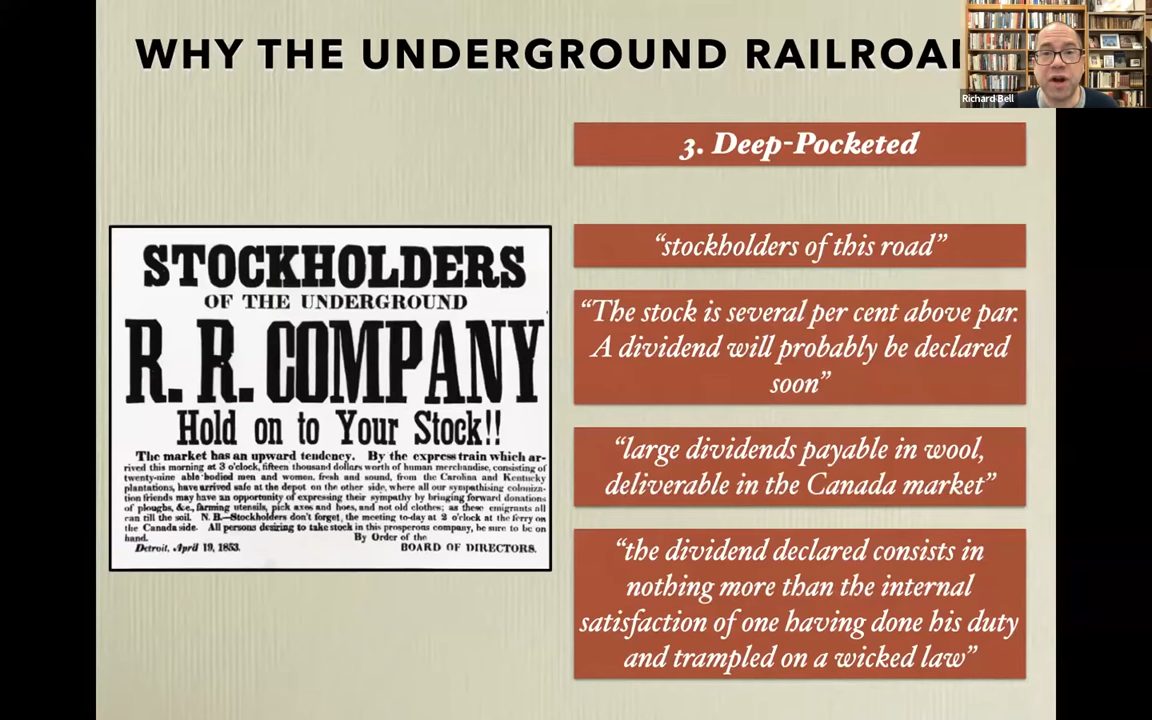 WHY THE UNDERGROUND RAILROA
Richard Bell
3. Deep-Pocketed
STOCKHOLDERS
OF THE UNDERGROUND
R. R. COMPANY
Hold on to Your Stock!!
The market has an upward tendency. By the express train which ar-
rived this morning at 3 o'clock, fifteen thousand dollars worth of human merchandise, consisting of
twenty-nine able-bodied men and women, fresh and sound, from the Carolina and Kentucky
plantations, have arrived safe at the depot on the other side, where all our sympathising coloniza-
tion friends may have an opportunity of expressing their sympathy by bringing forward donations
of ploughs, &c., farming utensils, pick axes and hoes, and not old clothes; as these emigrants all
can till the soil. N. B.—Stockholders don't forget, the meeting to-day at 2 o'clock at the ferry on
the Canada side. All persons desiring to take stock in this prosperous company, be sure to be on
hand. By Order of the
Detroit, April 19, 1853. BOARD OF DIRECTORS.
“stockholders of this road”
“The stock is several per cent above par.
A dividend will probably be declared
soon”
“large dividends payable in wool,
deliverable in the Canada market”
“the dividend declared consists in
nothing more than the internal
satisfaction of one having done his duty
and trampled on a wicked law”